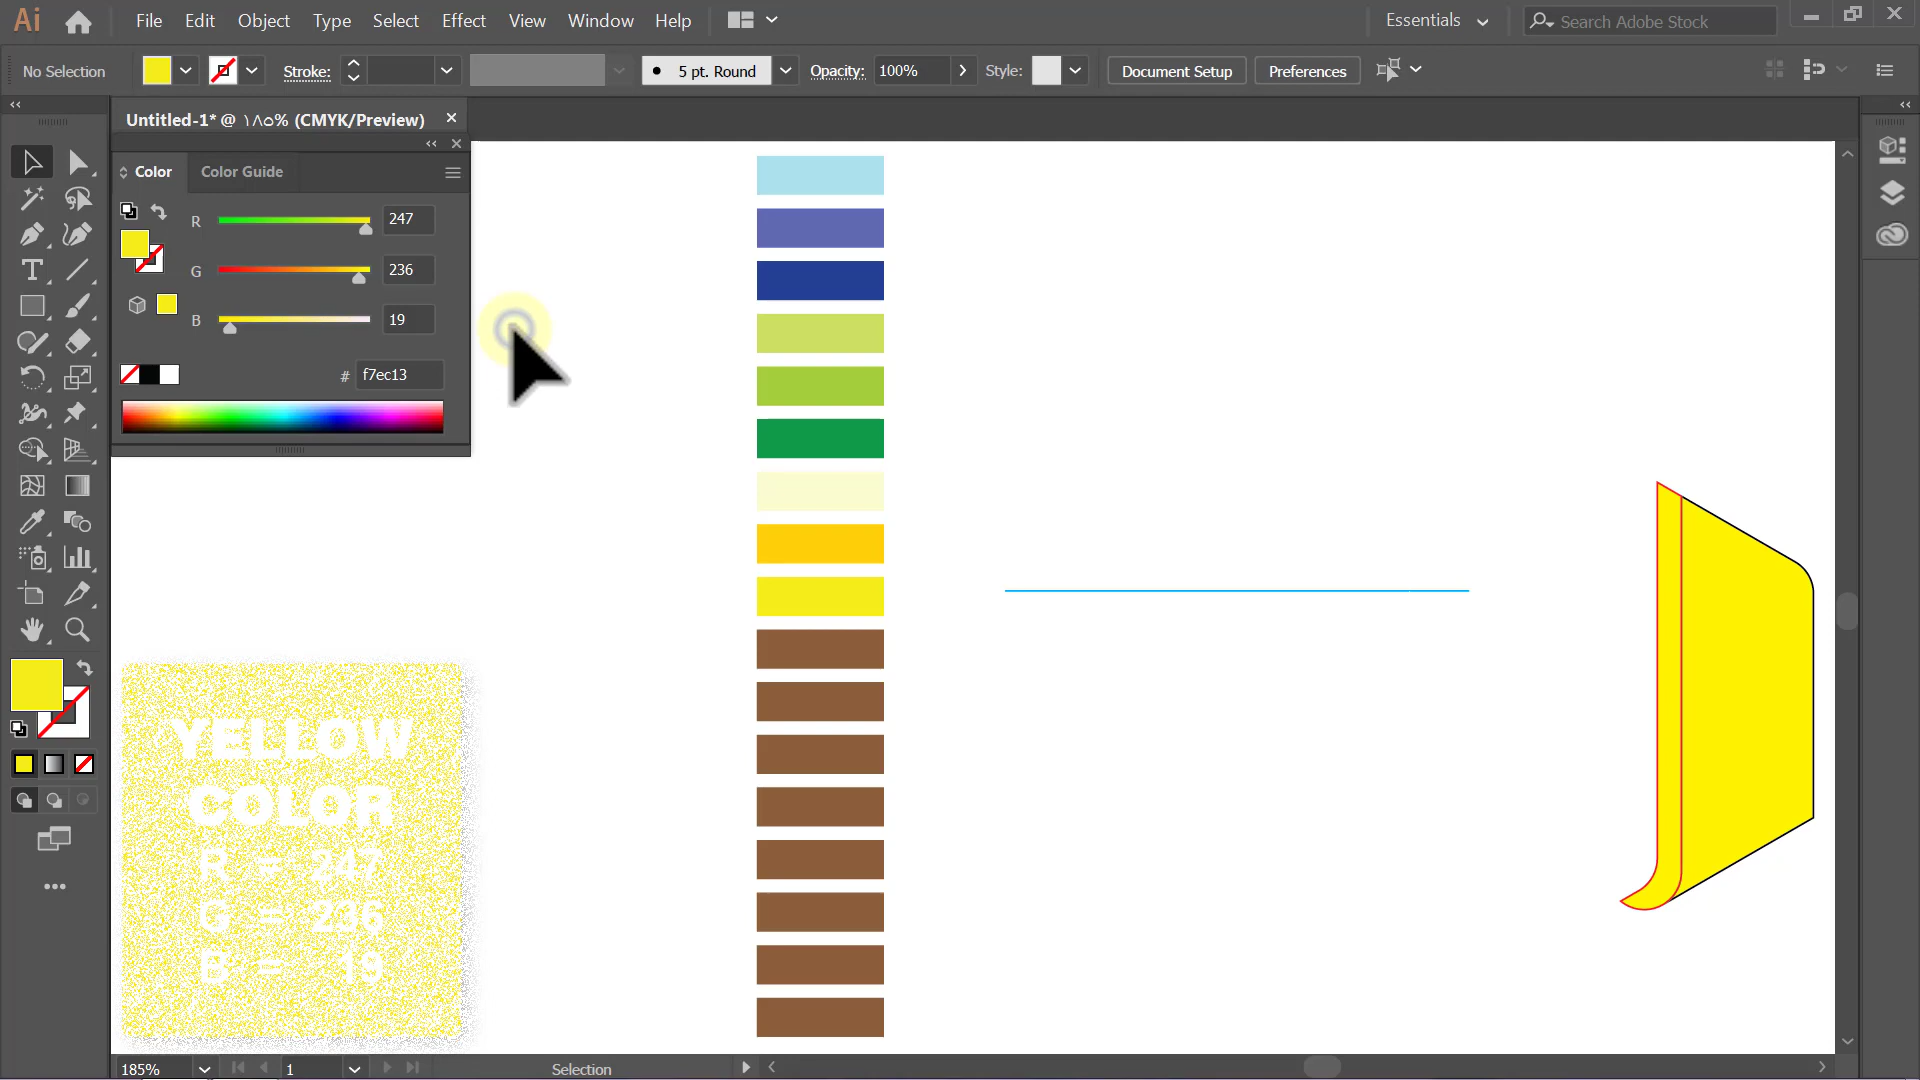 Ai File Edit Object Type Select Effect View Window Help Essentials Search Adobe Stock
No Selection Stroke: 5 pt. Round Opacity: 100% Style: Document Setup Preferences
Untitled-1* @ ١٨٥% (CMYK/Preview)
Color Color Guide
R 247
G 236
B 19
# f7ec13
YELLOW
COLOR
R = 247
G = 236
B = 19
185% 1 Selection